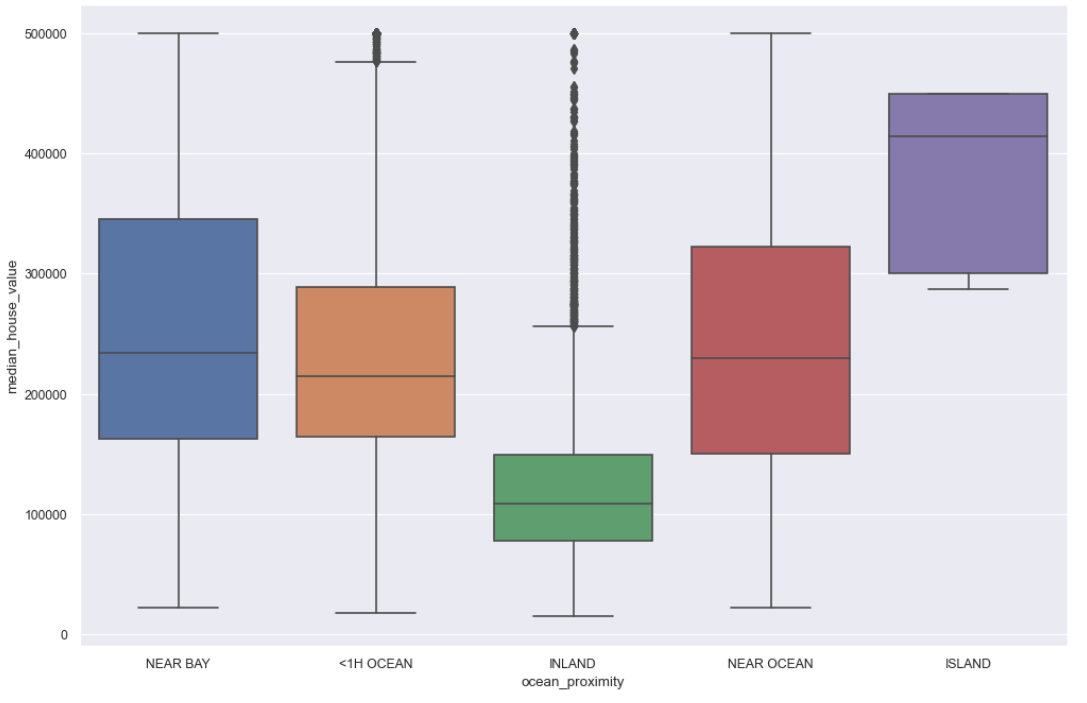 500000
400000
300000
200000
100000
0
median_house_value
NEAR BAY <1H OCEAN INLAND NEAR OCEAN ISLAND
ocean_proximity